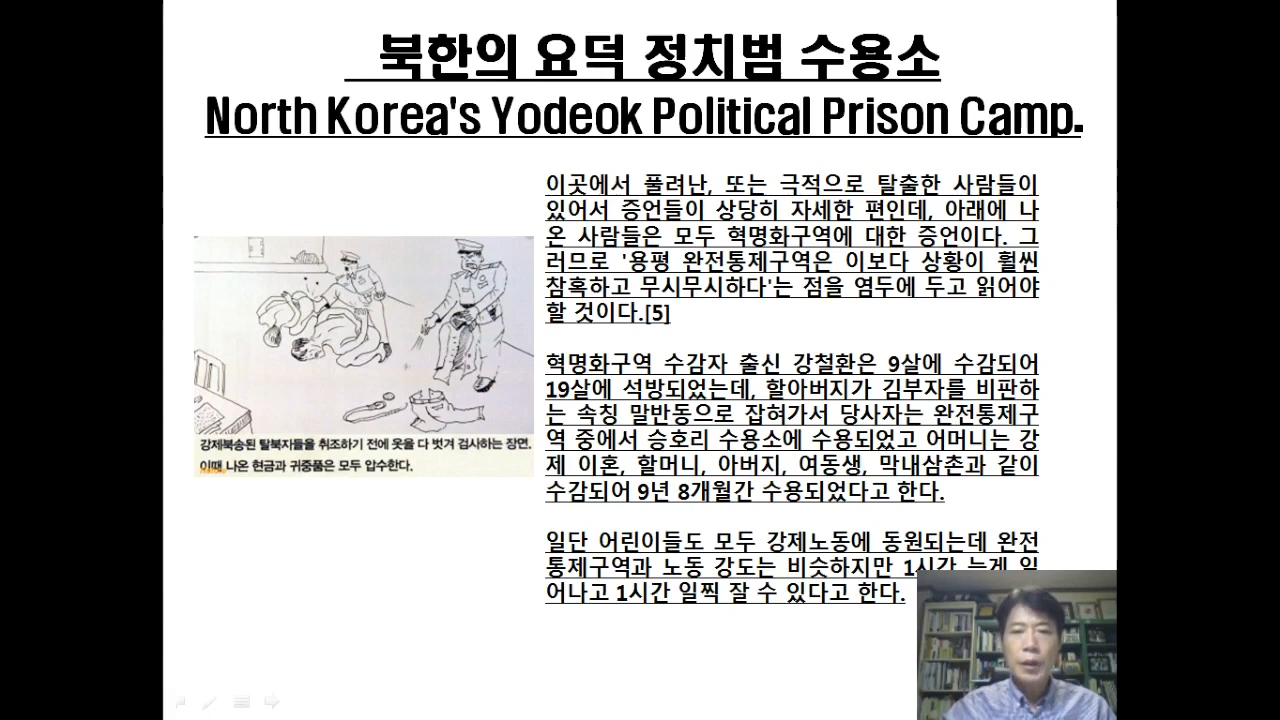 북한의 요덕 정치범 수용소
North Korea's Yodeok Political Prison Camp.
이곳에서 풀려난, 또는 극적으로 탈출한 사람들이
있어서 증언들이 상당히 자세한 편인데, 아래에 나
온 사람들은 모두 혁명화구역에 대한 증언이다. 그
러므로 '용평 완전통제구역은 이보다 상황이 훨씬
참혹하고 무시무시하다'는 점을 염두에 두고 읽어야
할 것이다.[5]
혁명화구역 수감자 출신 강철환은 9살에 수감되어
19살에 석방되었는데, 할아버지가 김부자를 비판하
는 속칭 말반동으로 잡혀가서 당사자는 완전통제구
역 중에서 승호리 수용소에 수용되었고 어머니는 강
제 이혼, 할머니, 아버지, 여동생, 막내삼촌과 같이
수감되어 9년 8개월간 수용되었다고 한다.
일단 어린이들도 모두 강제노동에 동원되는데 완전
통제구역과 노동 강도는 비슷하지만 1시간 늦게 일
어나고 1시간 일찍 잘 수 있다고 한다.
강제북송된 탈북자들을 취조하기 전에 옷을 다 벗겨 검사하는 장면.
이때 나온 현금과 귀중품은 모두 압수한다.